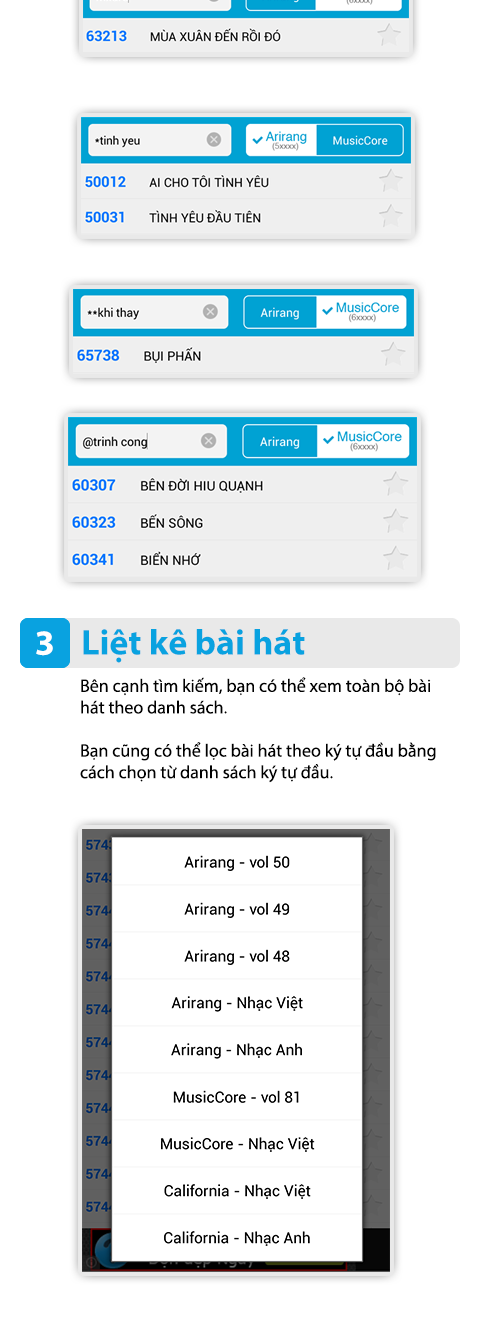 (6xxxx)
63213 MÙA XUÂN ĐẾN RỒI ĐÓ
*tinh yeu Arirang MusicCore
(5xxxx)
50012 AI CHO TÔI TÌNH YÊU
50031 TÌNH YÊU ĐẦU TIÊN
**khi thay Arirang MusicCore
(6xxxx)
65738 BỤI PHẤN
@trinh cong Arirang MusicCore
(6xxxx)
60307 BÊN ĐỜI HIU QUẠNH
60323 BẾN SÔNG
60341 BIỂN NHỚ
3 Liệt kê bài hát
Bên cạnh tìm kiếm, bạn có thể xem toàn bộ bài
hát theo danh sách.
Bạn cũng có thể lọc bài hát theo ký tự đầu bằng
cách chọn từ danh sách ký tự đầu.
Arirang - vol 50
Arirang - vol 49
Arirang - vol 48
Arirang - Nhạc Việt
Arirang - Nhạc Anh
MusicCore - vol 81
MusicCore - Nhạc Việt
California - Nhạc Việt
California - Nhạc Anh